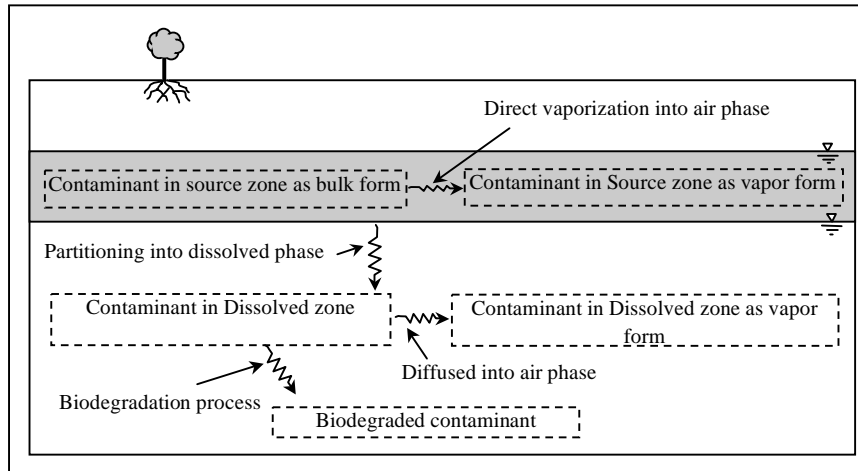 Direct vaporization into air phase
Contaminant in source zone as bulk form
Contaminant in Source zone as vapor form
Partitioning into dissolved phase
Contaminant in Dissolved zone
Contaminant in Dissolved zone as vapor
form
Diffused into air phase
Biodegradation process
Biodegraded contaminant